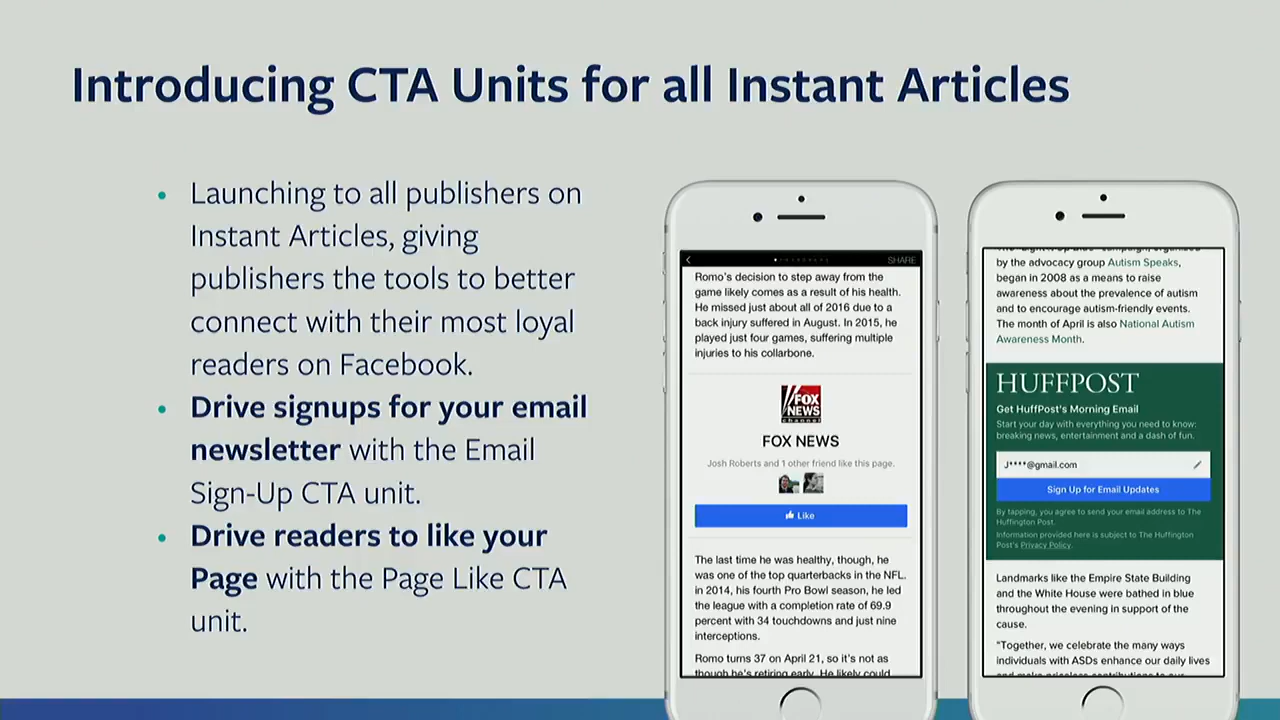 Introducing CTA Units for all Instant Articles
Launching to all publishers on
Instant Articles, giving
publishers the tools to better
connect with their most loyal
readers on Facebook.
Drive signups for your email
newsletter with the Email
Sign-Up CTA unit.
Drive readers to like your
Page with the Page Like CTA
unit.
SHARE
Romo's decision to step away from the
game likely comes as a result of his health.
He missed just about all of 2016 due to a
back injury suffered in August. In 2015, he
played just four games, suffering multiple
injuries to his collarbone.
FOX
NEWS
channel
FOX NEWS
Josh Roberts and 1 other friend like this page.
Like
The last time he was healthy, though, he
was one of the top quarterbacks in the NFL.
in 2014, his fourth Pro Bowl season, he led
the league with a completion rate of 69.9
percent with 34 touchdowns and just nine
interceptions.
Romo turns 37 on April 21, so it's not as
though he's retiring early. He likely could
by the advocacy group Autism Speaks,
began in 2008 as a means to raise
awareness about the prevalence of autism
and to encourage autism-friendly events.
The month of April is also National Autism
Awareness Month.
HUFFPOST
Get HuffPost's Morning Email
Start your day with everything you need to know:
breaking news, entertainment and a dash of fun.
J****@gmail.com
Sign Up for Email Updates
By tapping, you agree to send your email address to The
Huffington Post.
Information provided here is subject to The Huffington
Post's Privacy Policy.
Landmarks like the Empire State Building
and the White House were bathed in blue
throughout the evening in support of the
cause.
"Together, we celebrate the many ways
individuals with ASDs enhance our daily lives